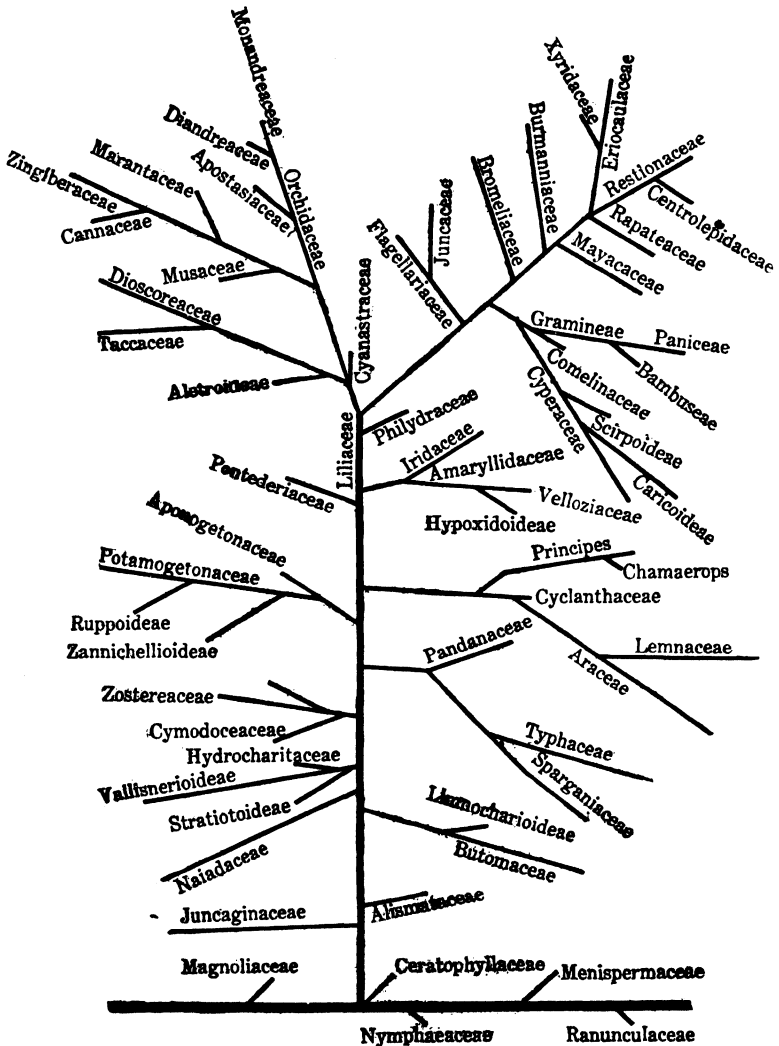 Monandreaceae
Diandreaceae
Apostasiaceae
Orchidaceae
Marantaceae
Zingiberaceae
Cannaceae
Musaceae
Dioscoreaceae
Taccaceae
Aletroideae
Cyanastraceae
Flagellariaceae
Juncaceae
Bromeliaceae
Burmanniaceae
Xyridaceae
Eriocaulaceae
Restionaceae
Centrolepidaceae
Rapateaceae
Mayacaceae
Gramineae
Paniceae
Bambuseae
Comelinaceae
Cyperaceae
Scirpoideae
Caricoideae
Liliaceae
Philydraceae
Iridaceae
Amaryllidaceae
Velloziaceae
Hypoxidoideae
Pontederiaceae
Aponogetonaceae
Potamogetonaceae
Ruppoideae
Zannichellioideae
Principes
Chamaerops
Cyclanthaceae
Pandanaceae
Lemnaceae
Araceae
Zostereaceae
Cymodoceaceae
Hydrocharitaceae
Vallisnerioideae
Stratiotoideae
Naiadaceae
Typhaceae
Sparganiaceae
Limnocharioideae
Butomaceae
Juncaginaceae
Alismataceae
Magnoliaceae
Ceratophyllaceae
Menispermaceae
Nymphaeaceae
Ranunculaceae